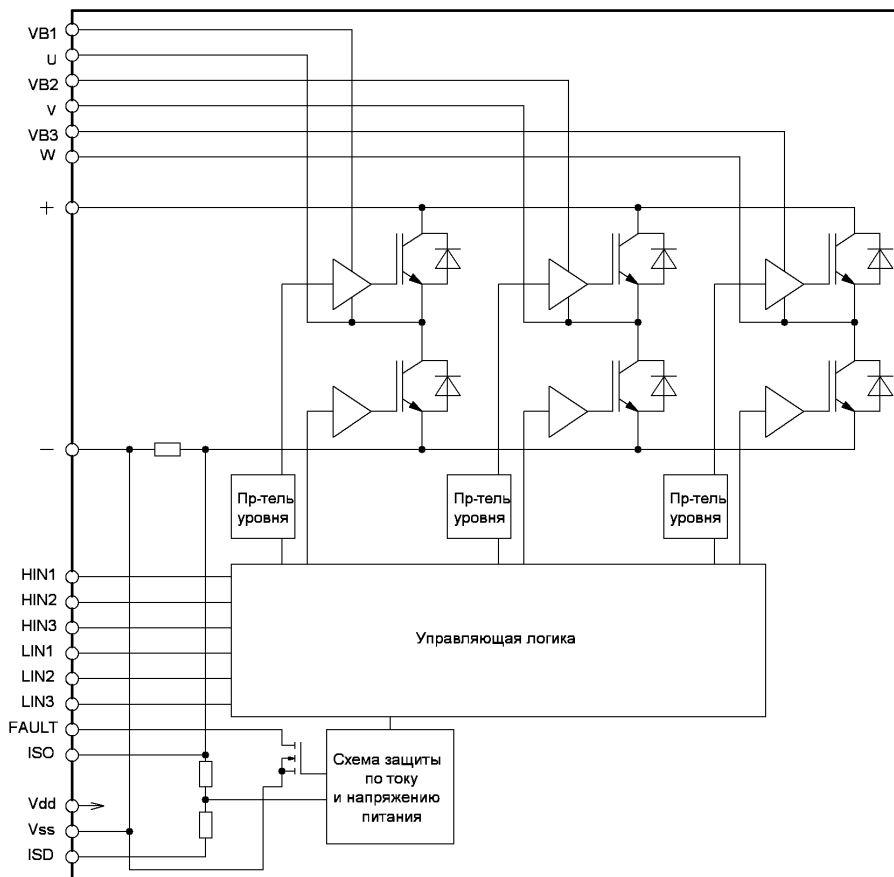 VB1
U
VB2
V
VB3
W
+
−
Пр-тель
уровня
Пр-тель
уровня
Пр-тель
уровня
HIN1
HIN2
HIN3
LIN1
LIN2
LIN3
FAULT
ISO
Vdd
Vss
ISD
Управляющая логика
Схема защиты
по току
и напряжению
питания